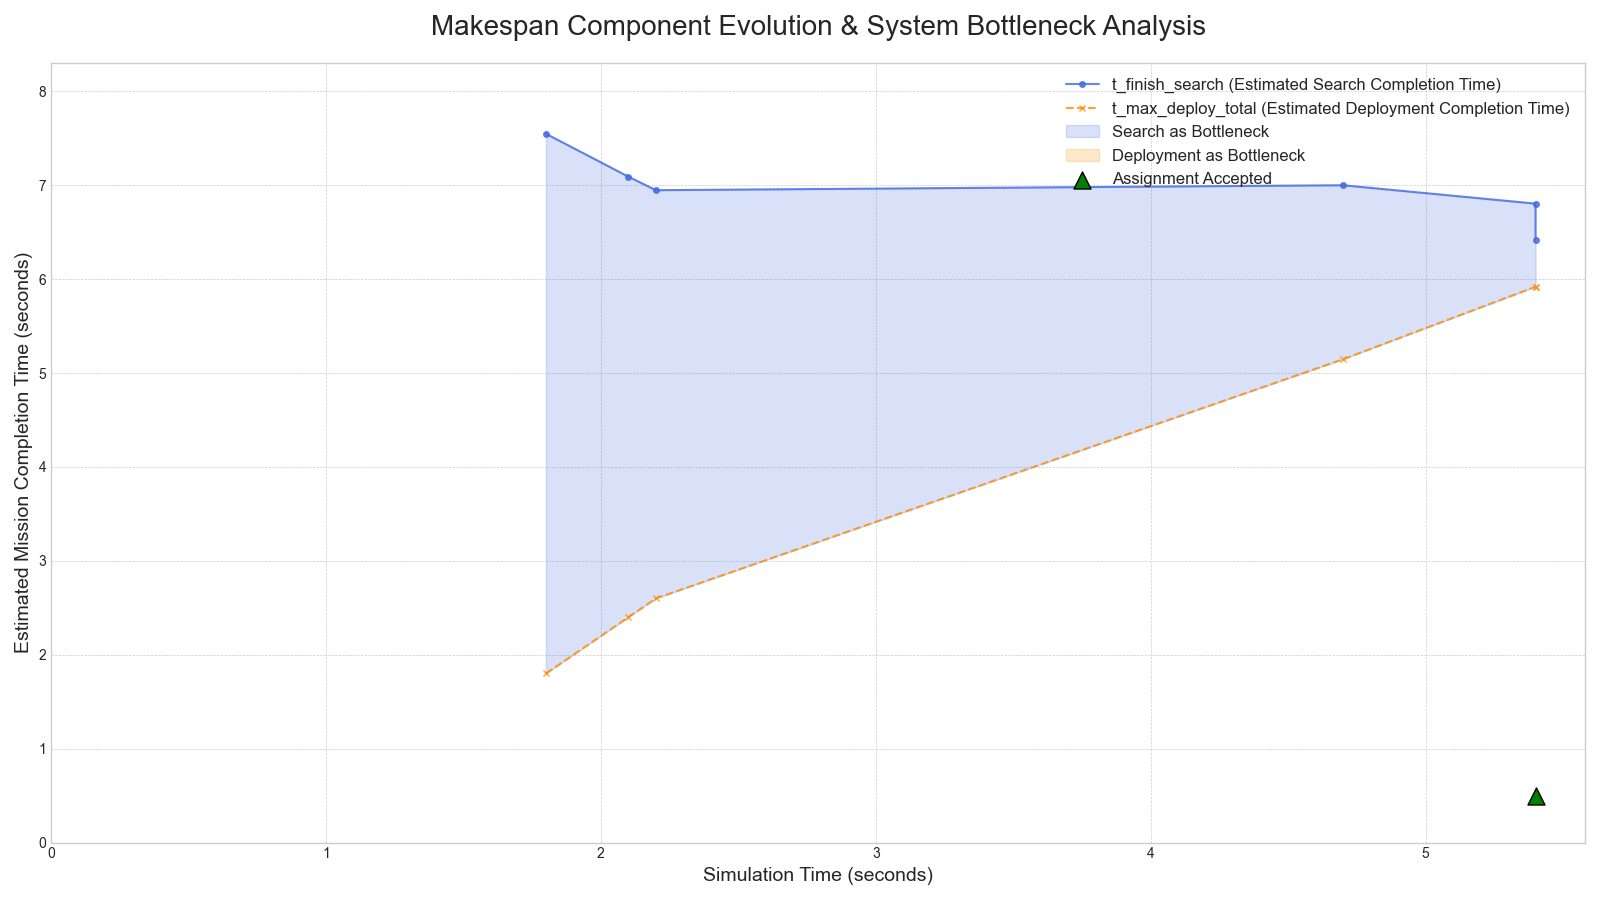 Makespan Component Evolution & System Bottleneck Analysis
t_finish_search (Estimated Search Completion Time)
t_max_deploy_total (Estimated Deployment Completion Time)
Search as Bottleneck
Deployment as Bottleneck
Assignment Accepted
Estimated Mission Completion Time (seconds)
8
7
6
5
4
3
2
1
0
0 1 2 3 4 5
Simulation Time (seconds)